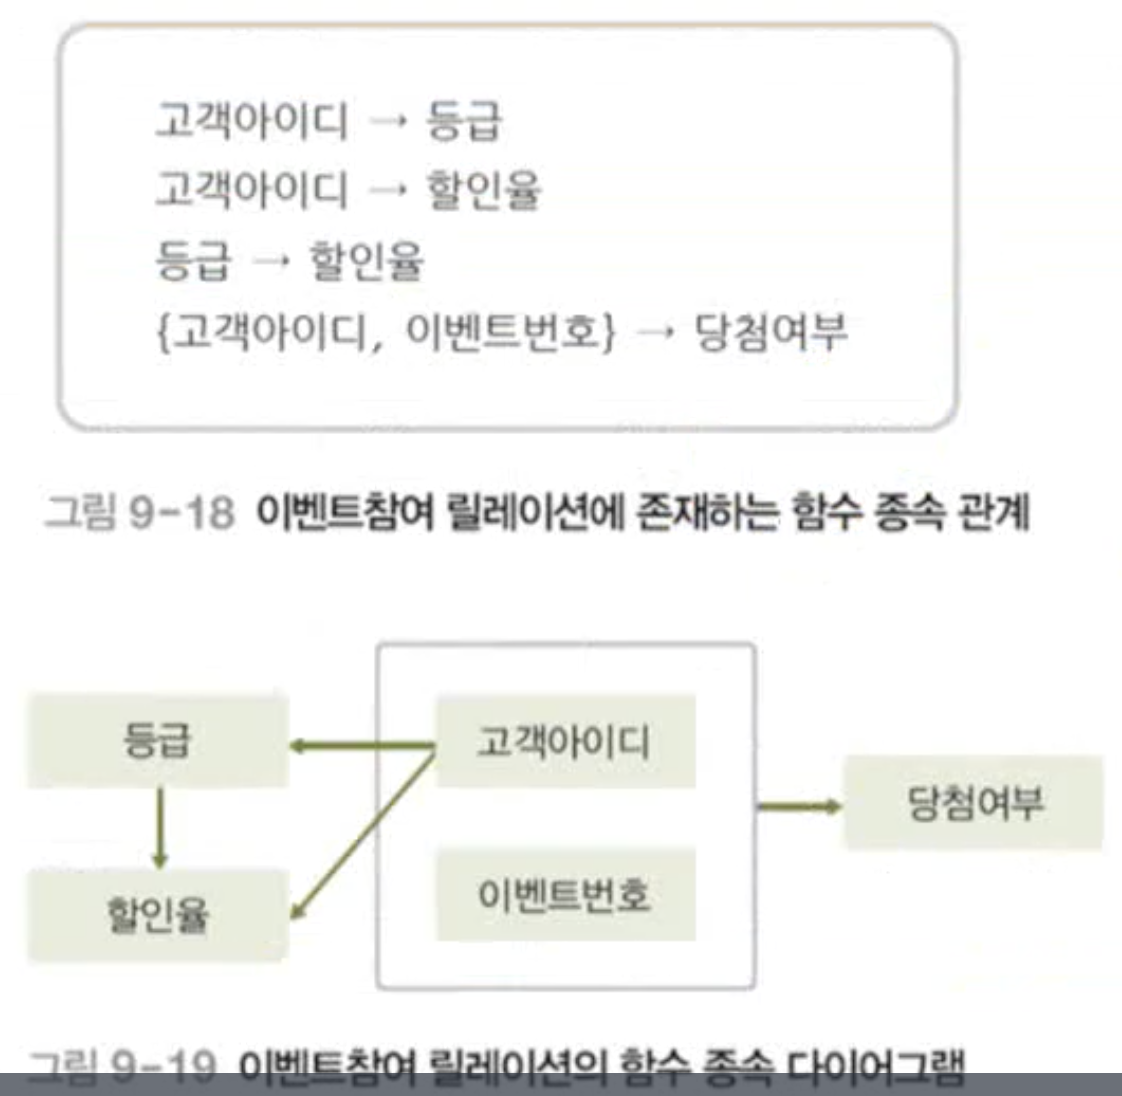 고객아이디 → 등급
고객아이디 → 할인율
등급 → 할인율
{고객아이디, 이벤트번호} → 당첨여부
그림 9-18 이벤트참여 릴레이션에 존재하는 함수 종속 관계
등급
고객아이디
당첨여부
이벤트번호
할인율
그림 9-19 이벤트참여 릴레이션의 함수 종속 다이어그램